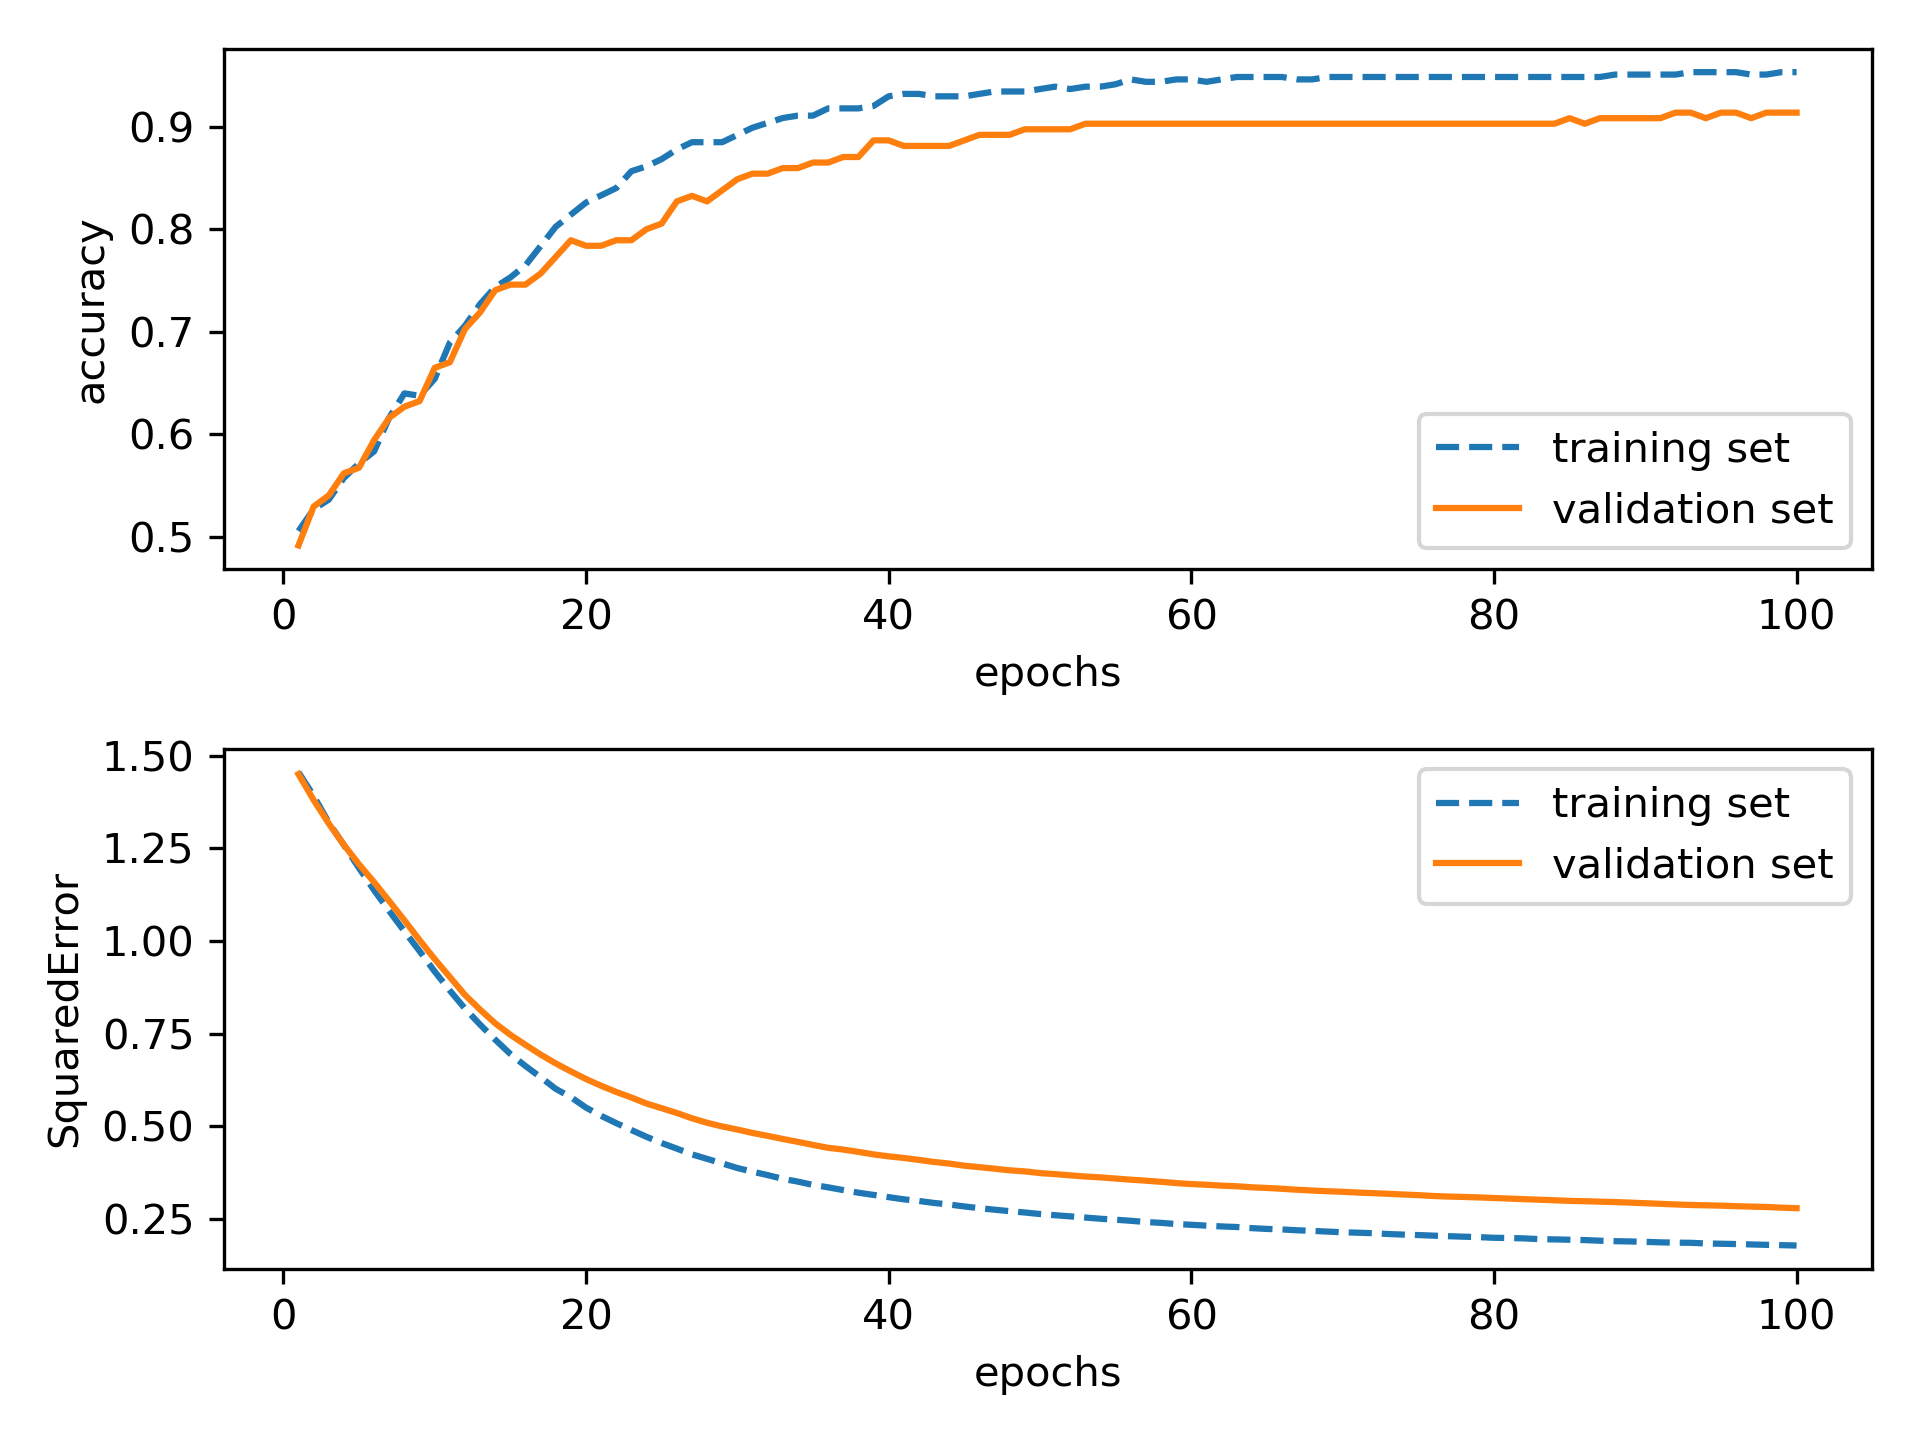 accuracy
0.9
0.8
0.7
0.6
0.5
training set
validation set
0 20 40 60 80 100
epochs
SquaredError
1.50
1.25
1.00
0.75
0.50
0.25
training set
validation set
0 20 40 60 80 100
epochs